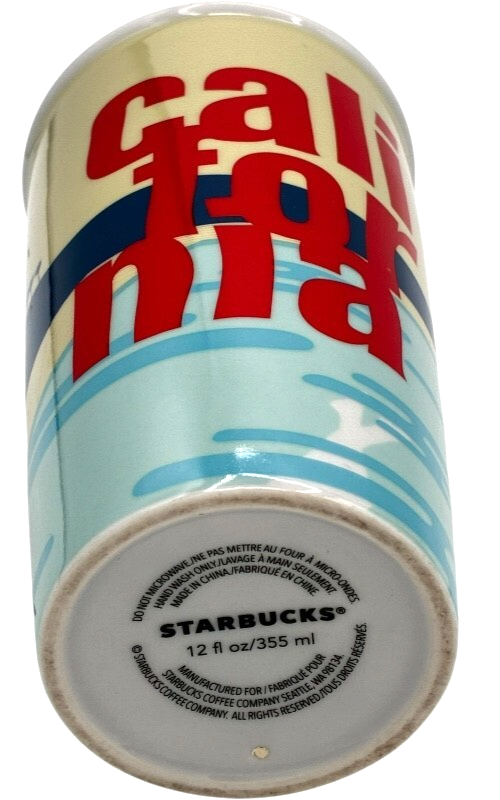 cali
for
nia
DO NOT MICROWAVE./NE PAS METTRE AU FOUR À MICRO-ONDES
HAND WASH ONLY./LAVAGE À MAIN SEULEMENT.
MADE IN CHINA./FABRIQUÉ EN CHINE.
STARBUCKS®
12 fl oz/355 ml
MANUFACTURED FOR / FABRIQUÉ POUR
STARBUCKS COFFEE COMPANY SEATTLE, WA 98134.
©STARBUCKS COFFEE COMPANY. ALL RIGHTS RESERVED./TOUS DROITS RÉSERVÉS